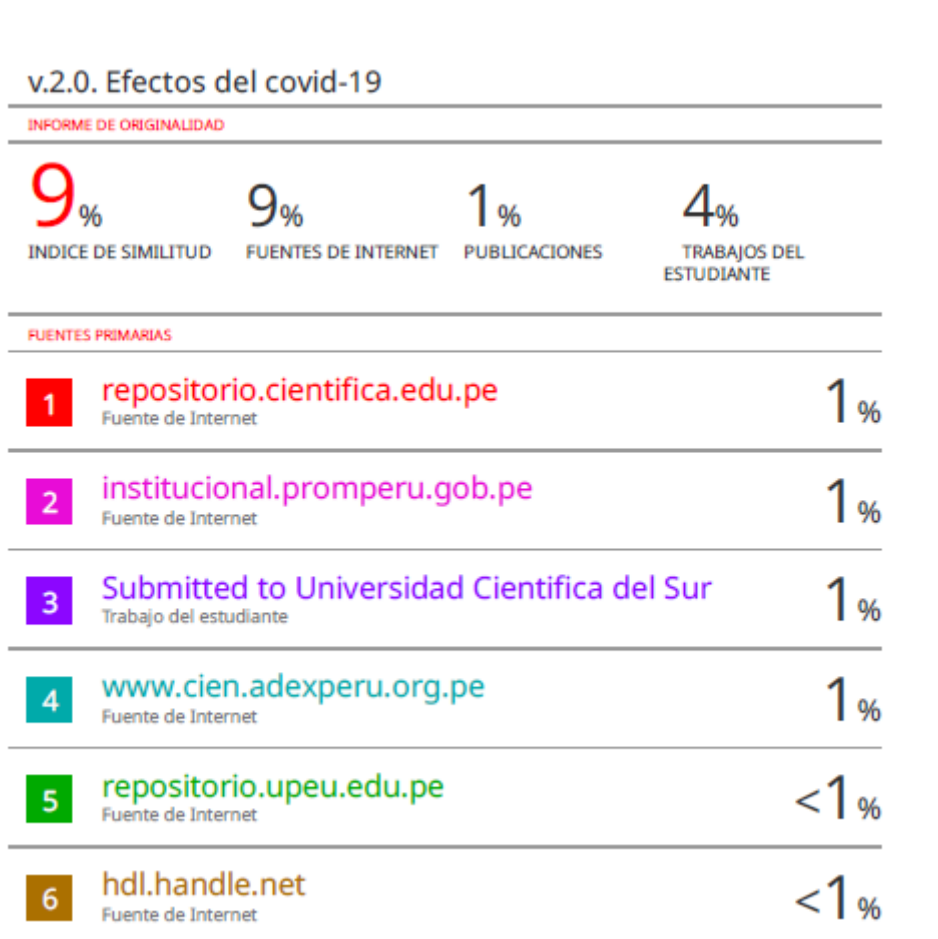 v.2.0. Efectos del covid-19
INFORME DE ORIGINALIDAD
9% 9% 1% 4%
INDICE DE SIMILITUD FUENTES DE INTERNET PUBLICACIONES TRABAJOS DEL
ESTUDIANTE
FUENTES PRIMARIAS
1 repositorio.cientifica.edu.pe 1%
Fuente de Internet
2 institucional.promperu.gob.pe 1%
Fuente de Internet
3 Submitted to Universidad Cientifica del Sur 1%
Trabajo del estudiante
4 www.cien.adexperu.org.pe 1%
Fuente de Internet
5 repositorio.upeu.edu.pe <1%
Fuente de Internet
6 hdl.handle.net <1%
Fuente de Internet